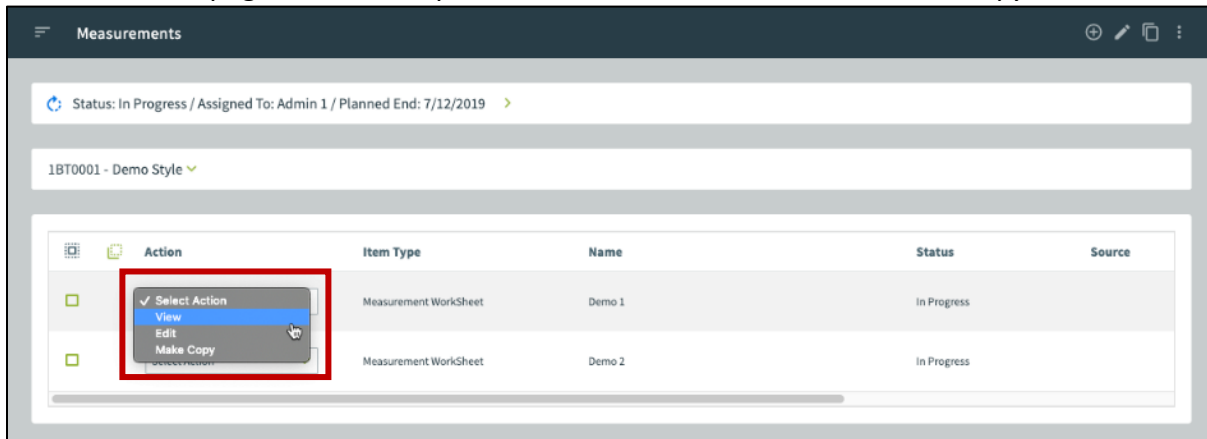 Measurements
Status: In Progress / Assigned To: Admin 1 / Planned End: 7/12/2019
1BT0001 - Demo Style
Action Item Type Name Status Source
✓ Select Action
View
Edit
Make Copy
Measurement WorkSheet Demo 1 In Progress
Select Action Measurement WorkSheet Demo 2 In Progress